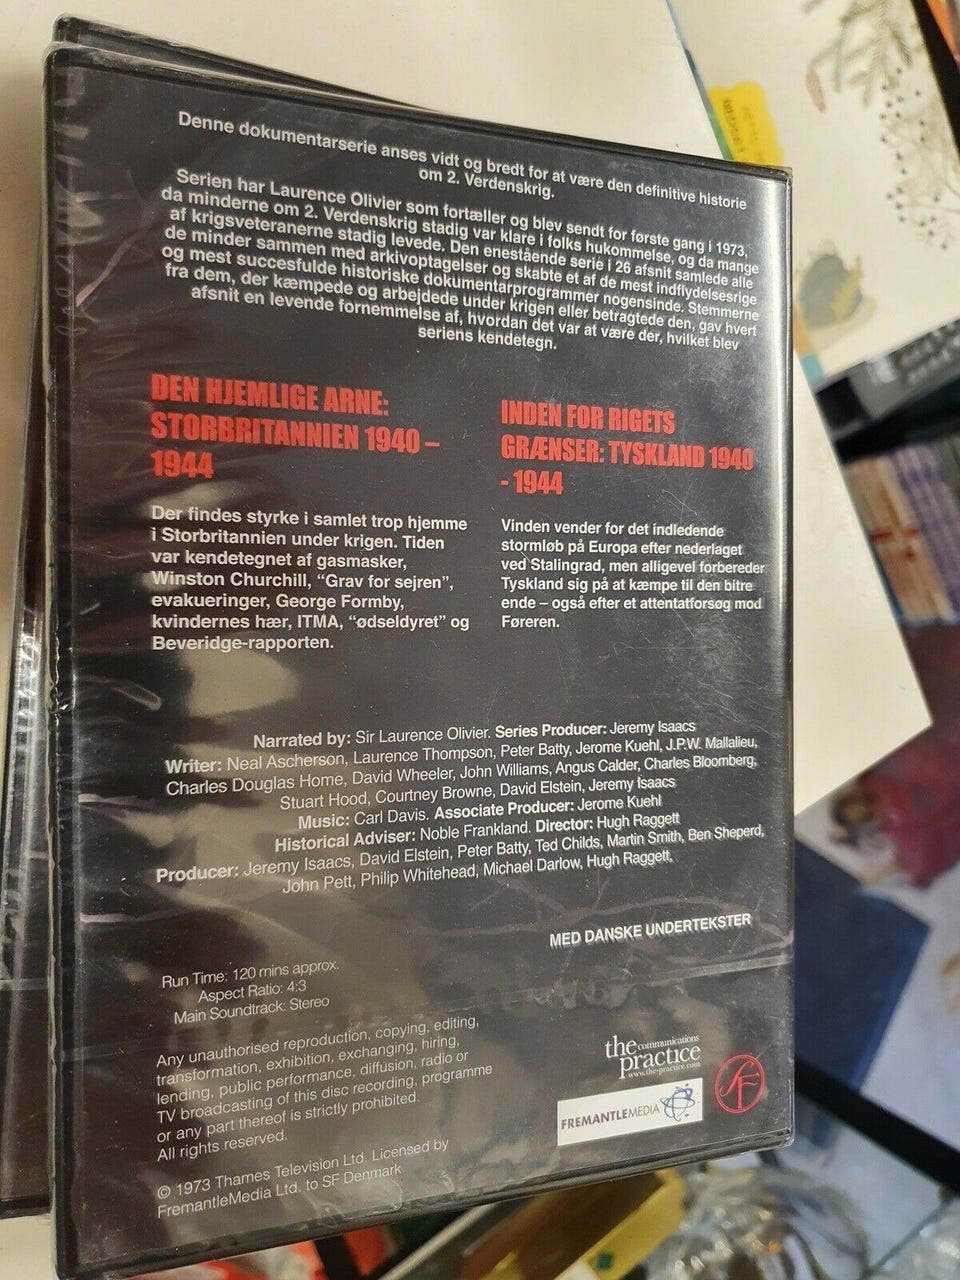 Denne dokumentarserie anses vidt og bredt for at være den definitive historie
om 2. Verdenskrig.
Serien har Laurence Olivier som fortæller og blev sendt for første gang i 1973,
da minderne om 2. Verdenskrig stadig var klare i folks hukommelse, og da mange
af krigsveteranerne stadig levede. Den enestående serie i 26 afsnit samlede alle
de minder sammen med arkivoptagelser og skabte et af de mest indflydelsesrige
og mest succesfulde historiske dokumentarprogrammer nogensinde. Stemmerne
fra dem, der kæmpede og arbejdede under krigen eller betragtede den, gav hvert
afsnit en levende fornemmelse af, hvordan det var at være der, hvilket blev
seriens kendetegn.
DEN HJEMLIGE ARNE:
STORBRITANNIEN 1940 –
1944
Der findes styrke i samlet trop hjemme
i Storbritannien under krigen. Tiden
var kendetegnet af gasmasker,
Winston Churchill, “Grav for sejren”,
evakueringer, George Formby,
kvindernes hær, ITMA, “ødseldyret” og
Beveridge-rapporten.
INDEN FOR RIGETS
GRÆNSER: TYSKLAND 1940
- 1944
Vinden vender for det indledende
stormløb på Europa efter nederlaget
ved Stalingrad, men alligevel forbereder
Tyskland sig på at kæmpe til den bitre
ende – også efter et attentatforsøg mod
Føreren.
Narrated by: Sir Laurence Olivier. Series Producer: Jeremy Isaacs
Writer: Neal Ascherson, Laurence Thompson, Peter Batty, Jerome Kuehl, J.P.W. Mallalieu,
Charles Douglas Home, David Wheeler, John Williams, Angus Calder, Charles Bloomberg,
Stuart Hood, Courtney Browne, David Elstein, Jeremy Isaacs
Music: Carl Davis. Associate Producer: Jerome Kuehl
Historical Adviser: Noble Frankland. Director: Hugh Raggett
Producer: Jeremy Isaacs, David Elstein, Peter Batty, Ted Childs, Martin Smith, Ben Sheperd,
John Pett, Philip Whitehead, Michael Darlow, Hugh Raggett,
MED DANSKE UNDERTEKSTER
Run Time: 120 mins approx.
Aspect Ratio: 4:3
Main Soundtrack: Stereo
Any unauthorised reproduction, copying, editing,
transformation, exhibition, exchanging, hiring,
lending, public performance, diffusion, radio or
TV broadcasting of this disc recording, programme
or any part thereof is strictly prohibited.
All rights reserved.
© 1973 Thames Television Ltd. Licensed by
FremantleMedia Ltd. to SF Denmark
the communications
practice
www.the-practice.com
FREMANTLEMEDIA
SF